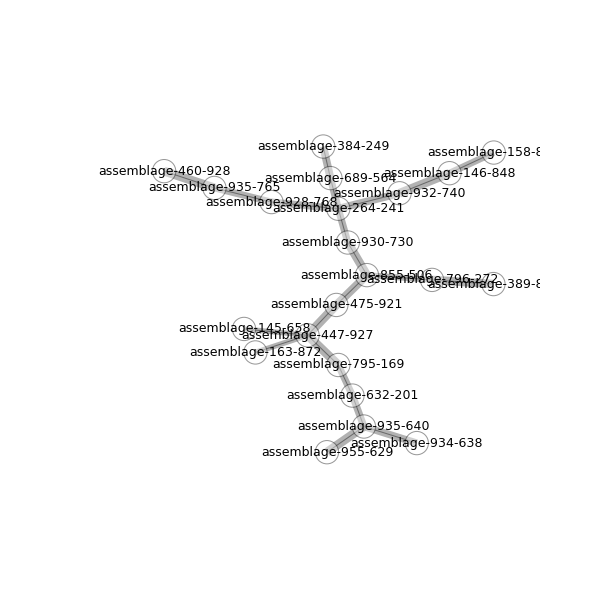 assemblage-384-249
assemblage-158-8
assemblage-460-928
assemblage-689-564
assemblage-146-848
assemblage-935-765
assemblage-932-740
assemblage-928-768
assemblage-264-241
assemblage-930-730
assemblage-855-506
assemblage-796-272
assemblage-389-8
assemblage-475-921
assemblage-145-658
assemblage-447-927
assemblage-163-872
assemblage-795-169
assemblage-632-201
assemblage-935-640
assemblage-934-638
assemblage-955-629